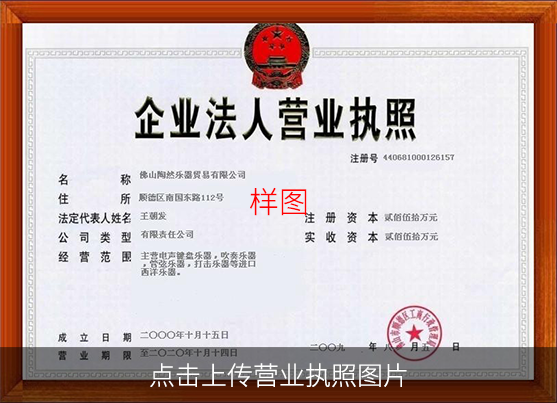 企业法人营业执照
注册号 440681000126157
名称 佛山陶然乐器贸易有限公司
住所 顺德区南国东路112号
样图
法定代表人姓名 王朝发
注册资本 贰佰伍拾万元
公司类型 有限责任公司
实收资本 贰佰伍拾万元
经营范围 主营电声键盘乐器,吹奏乐器
,管弦乐器,打击乐器等进口
西洋乐器。
成立日期 二〇〇〇年十月十五日
营业期限 至二〇二〇年十月十四日
二〇〇九 年 八月五日
点击上传营业执照图片